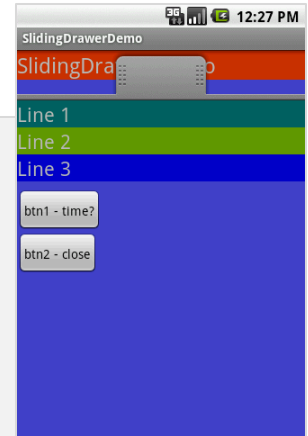 3G 12:27 PM
SlidingDrawerDemo
SlidingDra o
Line 1
Line 2
Line 3
btn1 - time?
btn2 - close